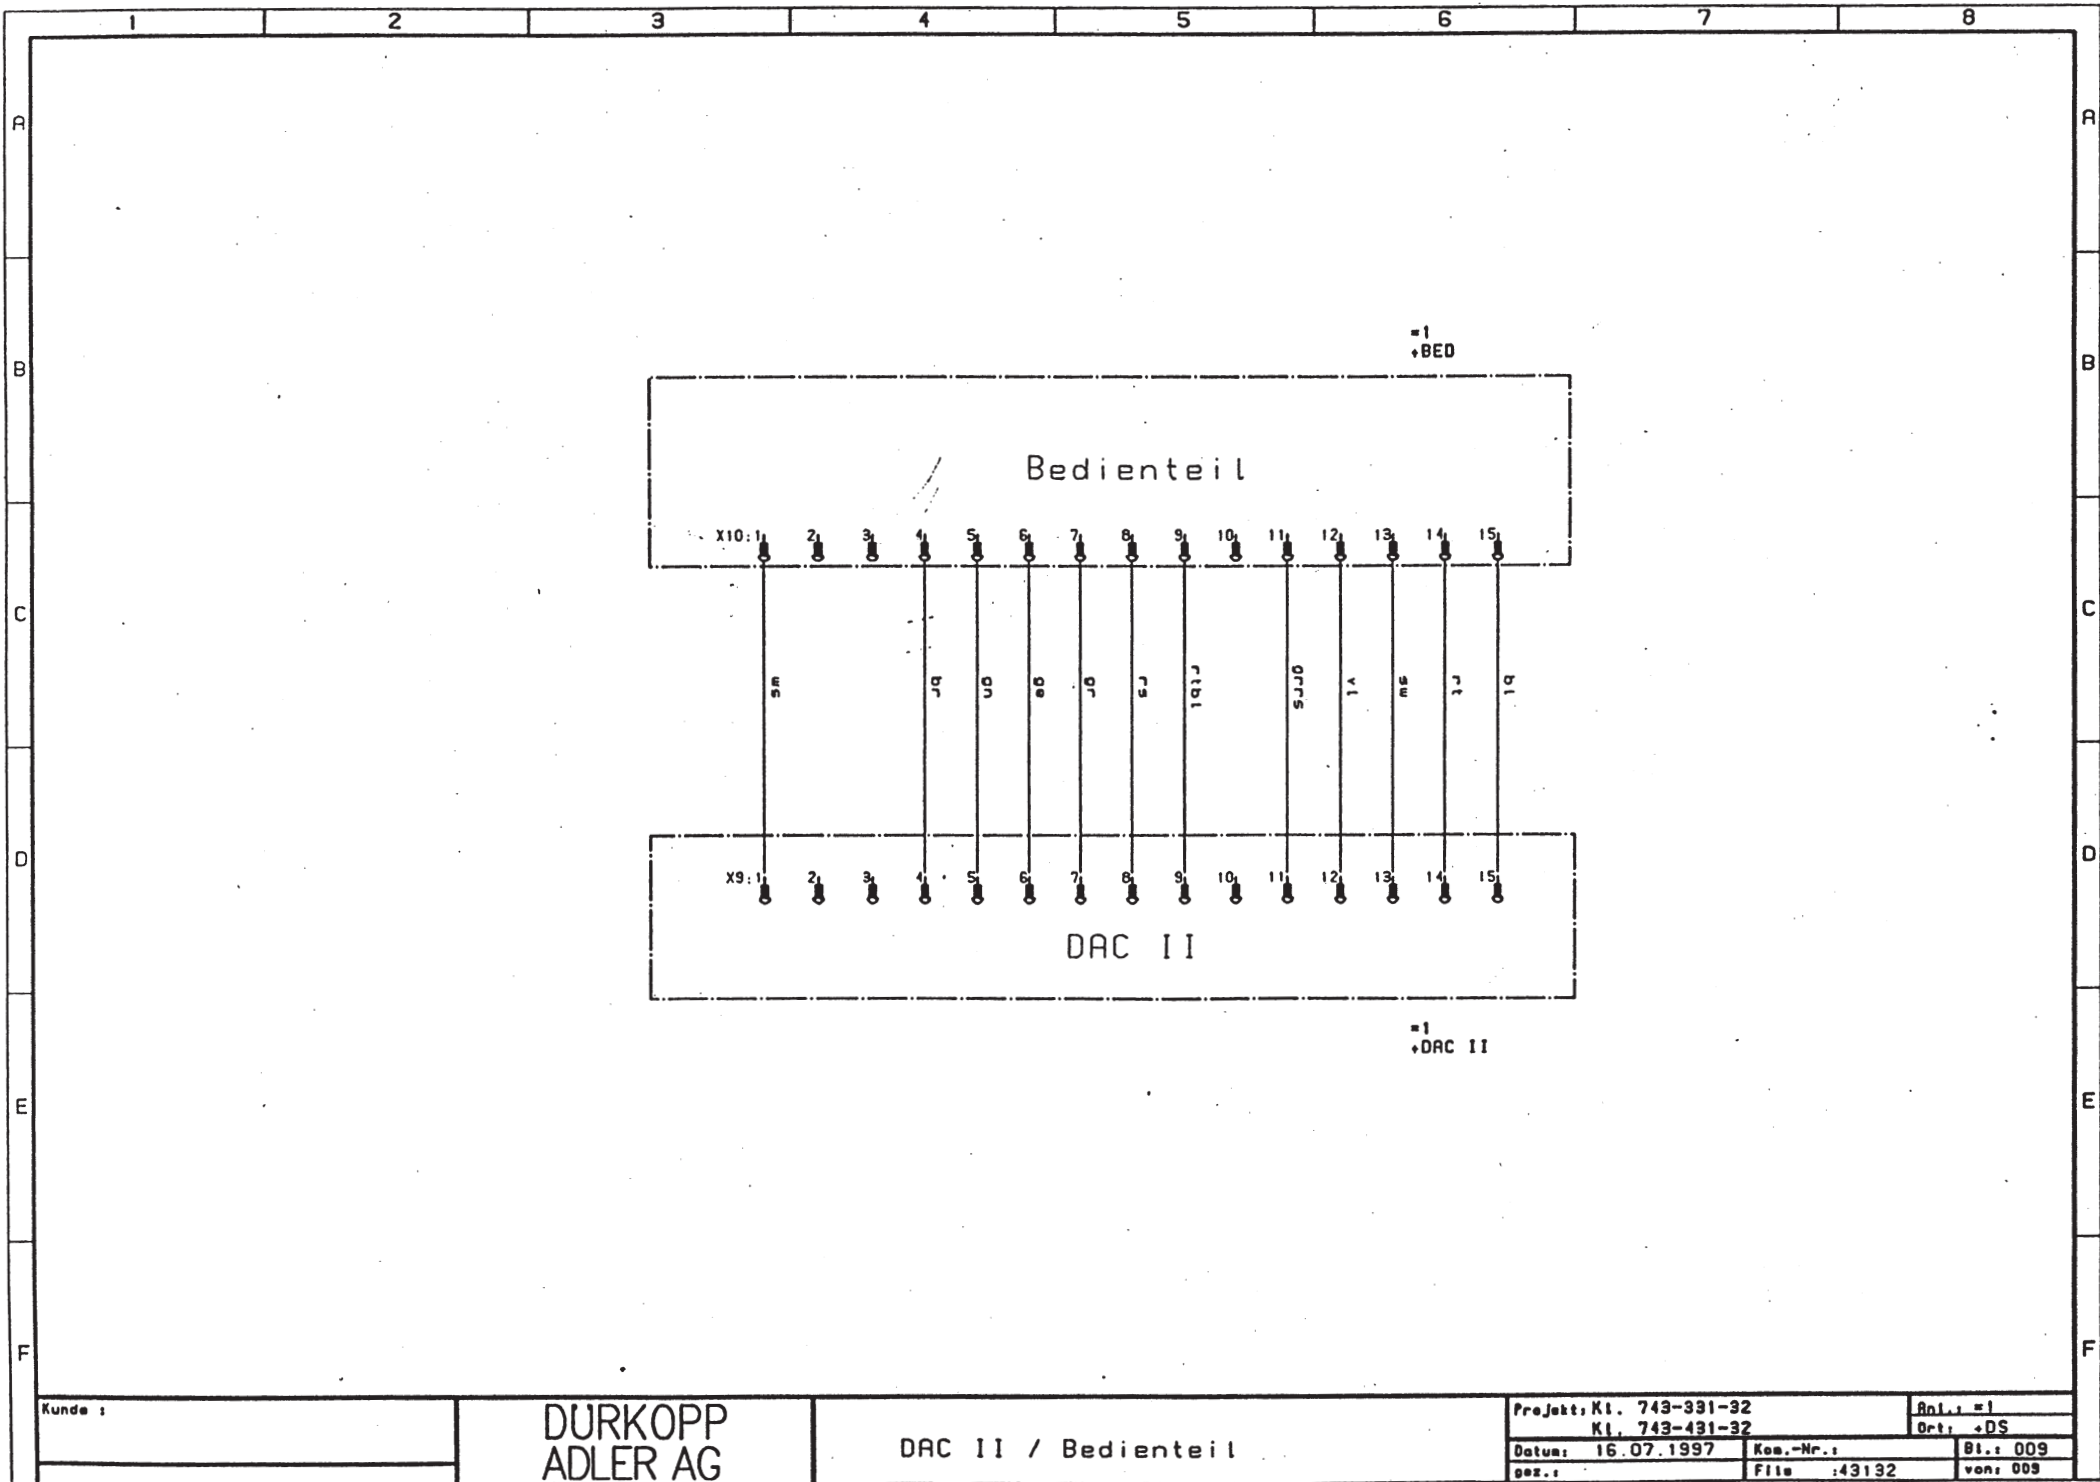 1 2 3 4 5 6 7 8
A A
=1
+BED
B B
Bedienteil
X10:1 2 3 4 5 6 7 8 9 10 11 12 13 14 15
C C
ws br gn ge gr rs rtbl grrs vl sw rt bl
D D
X9:1 2 3 4 5 6 7 8 9 10 11 12 13 14 15
DAC II
=1
+DAC II
E E
F F
Kunde :
DÜRKOPP
ADLER AG
DAC II / Bedienteil
Projekt: Kl. 743-331-32
Kl. 743-431-32
Anl.: =1
Ort: +DS
Datum: 16.07.1997
Kom.-Nr.:
Bl.: 009
gez.:
File :43132
von: 009